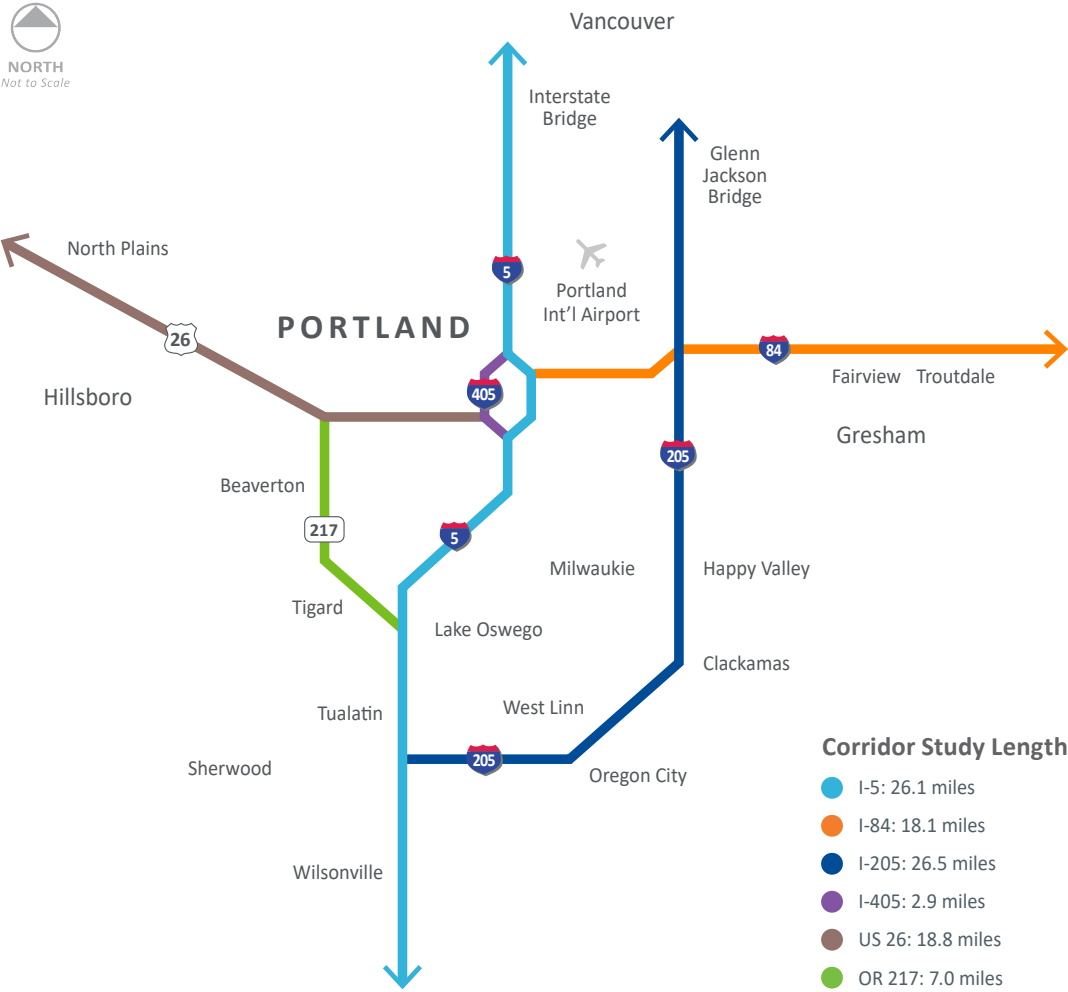 NORTH
Not to Scale
Vancouver
Interstate
Bridge
Glenn
Jackson
Bridge
North Plains
5
Portland
Int'l Airport
PORTLAND
26
84
Fairview Troutdale
Hillsboro
405
Gresham
205
Beaverton
217
5
Milwaukie
Happy Valley
Tigard
Lake Oswego
Clackamas
West Linn
Tualatin
Sherwood
205
Oregon City
Wilsonville
Corridor Study Length
I-5: 26.1 miles
I-84: 18.1 miles
I-205: 26.5 miles
I-405: 2.9 miles
US 26: 18.8 miles
OR 217: 7.0 miles